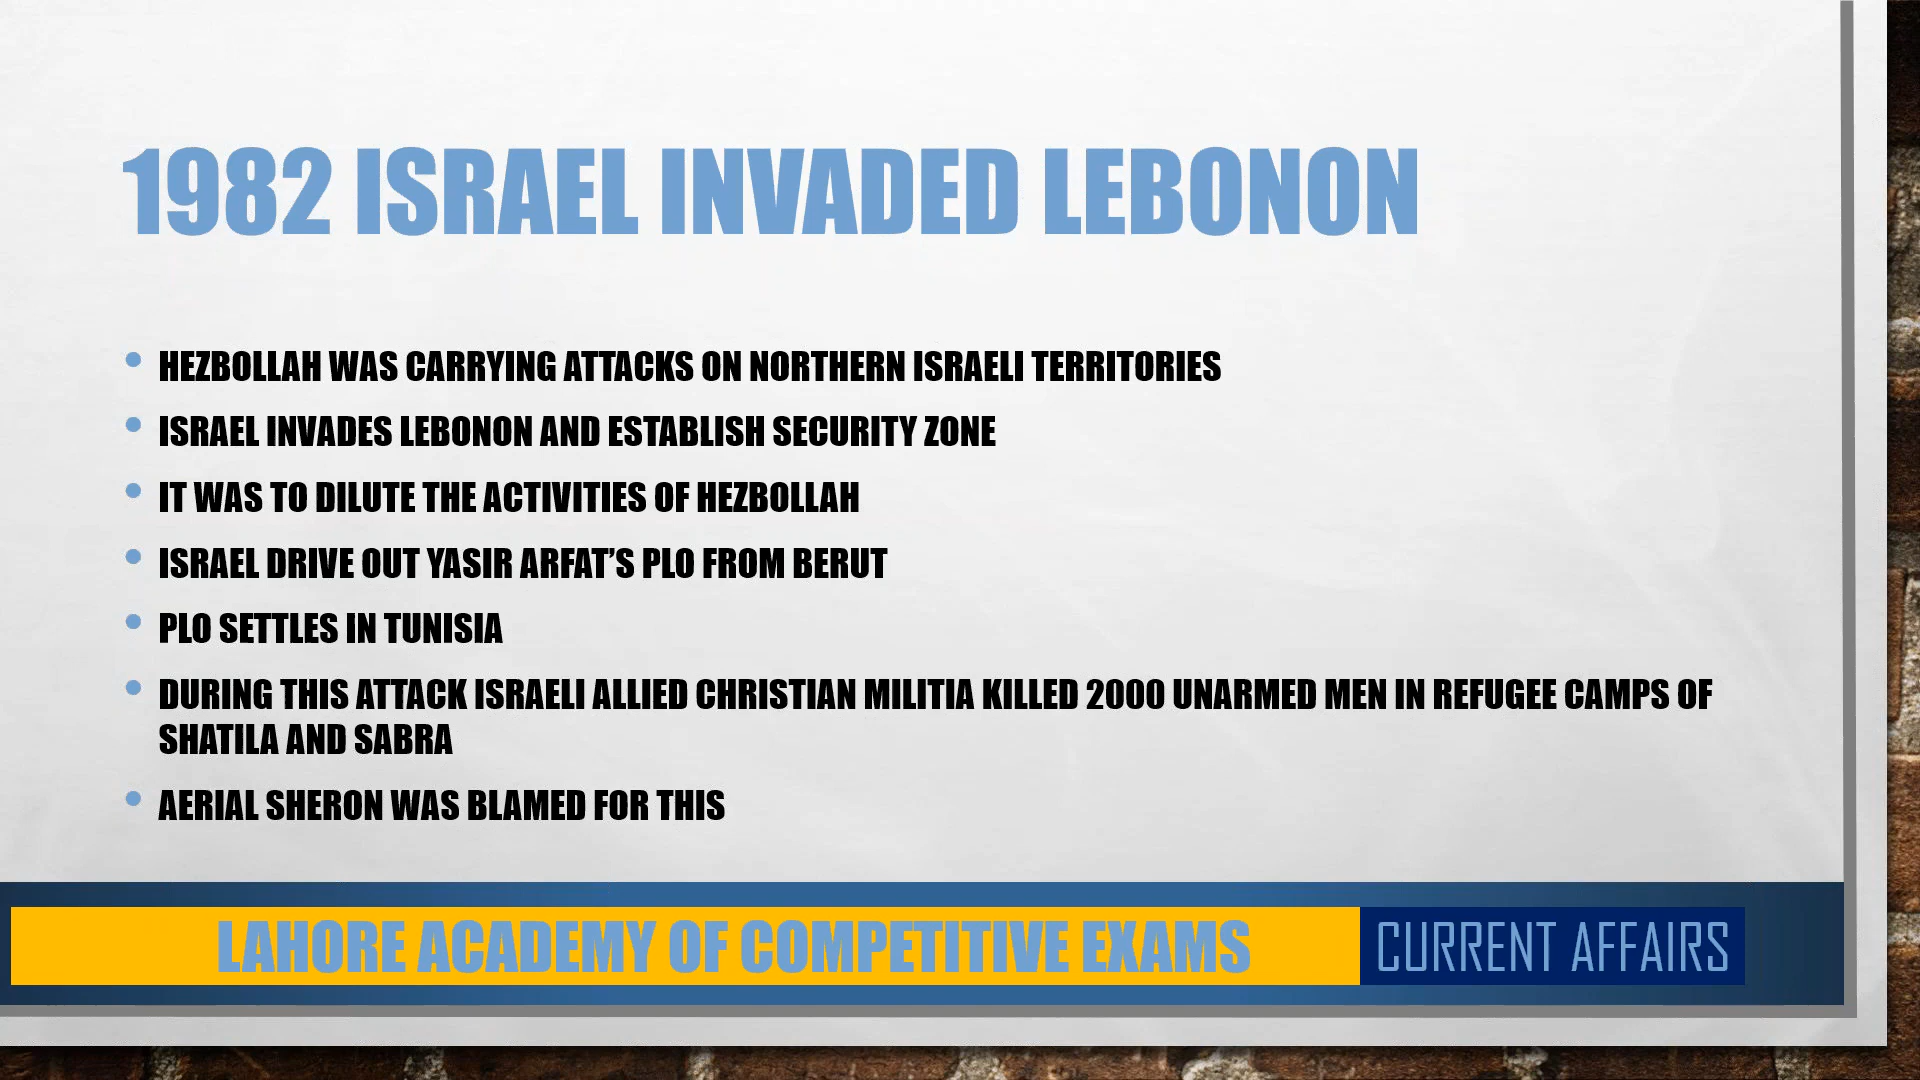 1982 ISRAEL INVADED LEBONON
HEZBOLLAH WAS CARRYING ATTACKS ON NORTHERN ISRAELI TERRITORIES
ISRAEL INVADES LEBONON AND ESTABLISH SECURITY ZONE
IT WAS TO DILUTE THE ACTIVITIES OF HEZBOLLAH
ISRAEL DRIVE OUT YASIR ARFAT’S PLO FROM BERUT
PLO SETTLES IN TUNISIA
DURING THIS ATTACK ISRAELI ALLIED CHRISTIAN MILITIA KILLED 2000 UNARMED MEN IN REFUGEE CAMPS OF
SHATILA AND SABRA
AERIAL SHERON WAS BLAMED FOR THIS
LAHORE ACADEMY OF COMPETITIVE EXAMS
CURRENT AFFAIRS